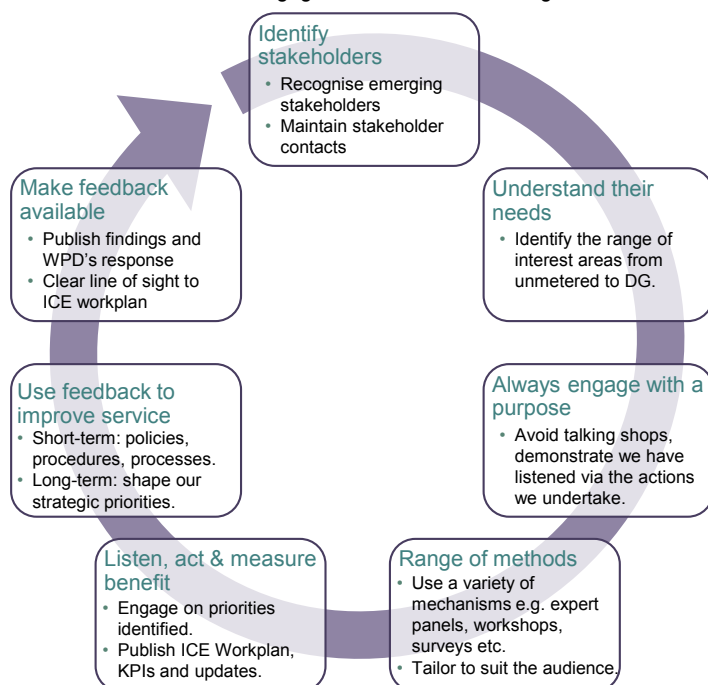 Identify
stakeholders
• Recognise emerging
stakeholders
• Maintain stakeholder
contacts
Understand their
needs
• Identify the range of
interest areas from
unmetered to DG.
Always engage with a
purpose
• Avoid talking shops,
demonstrate we have
listened via the actions
we undertake.
Range of methods
• Use a variety of
mechanisms e.g. expert
panels, workshops,
surveys etc.
• Tailor to suit the audience.
Listen, act & measure
benefit
• Engage on priorities
identified.
• Publish ICE Workplan,
KPIs and updates.
Use feedback to
improve service
• Short-term: policies,
procedures, processes.
• Long-term: shape our
strategic priorities.
Make feedback
available
• Publish findings and
WPD's response
• Clear line of sight to
ICE workplan